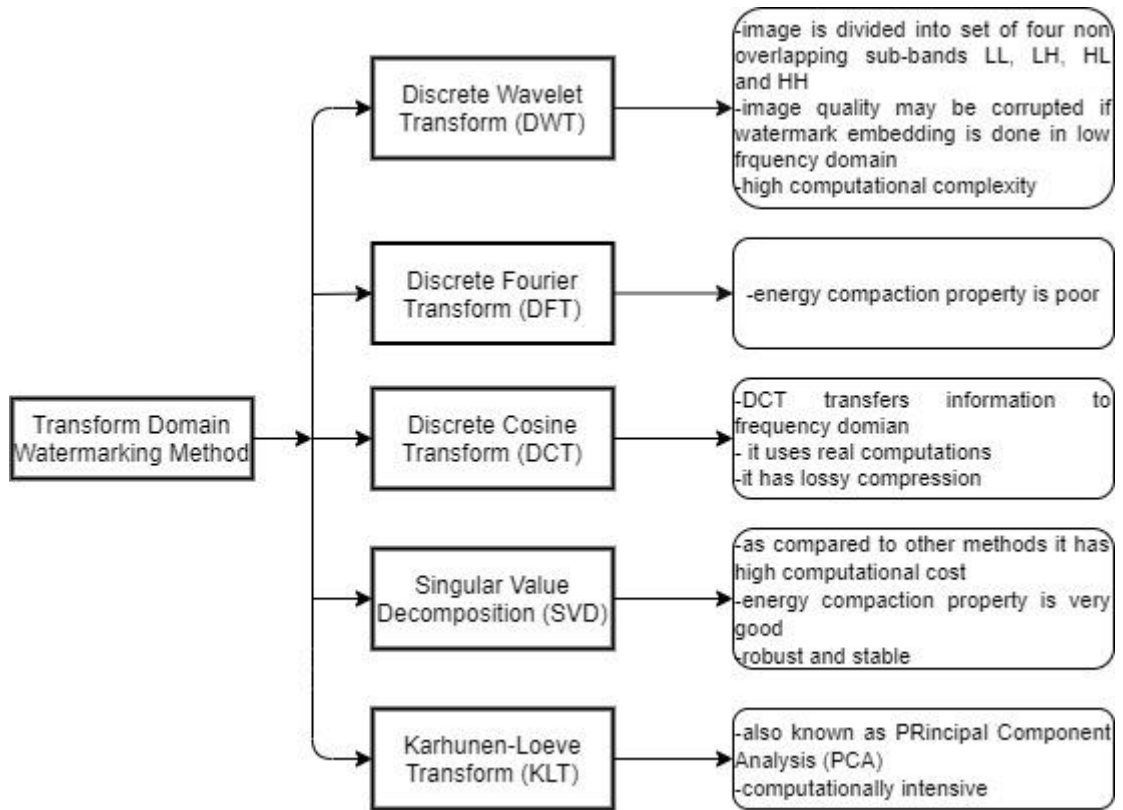 Transform Domain
Watermarking Method
Discrete Wavelet
Transform (DWT)
-image is divided into set of four non
overlapping sub-bands LL, LH, HL
and HH
-image quality may be corrupted if
watermark embedding is done in low
frquency domain
-high computational complexity
Discrete Fourier
Transform (DFT)
-energy compaction property is poor
Discrete Cosine
Transform (DCT)
-DCT transfers information to
frequency domian
- it uses real computations
-it has lossy compression
Singular Value
Decomposition (SVD)
-as compared to other methods it has
high computational cost
-energy compaction property is very
good
-robust and stable
Karhunen-Loeve
Transform (KLT)
-also known as PRincipal Component
Analysis (PCA)
-computationally intensive